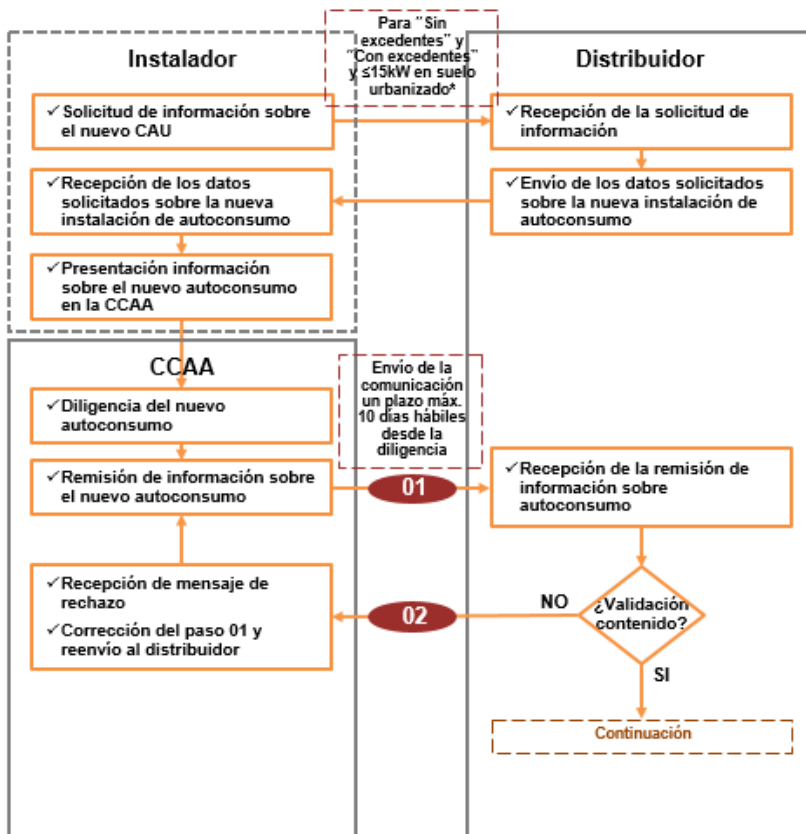 Para "Sin
excedentes" y
"Con excedentes"
y ≤15kW en suelo
urbanizado*
Instalador
Distribuidor
✓Solicitud de información sobre
el nuevo CAU
✓Recepción de la solicitud de
información
✓Recepción de los datos
solicitados sobre la nueva
instalación de autoconsumo
✓Envío de los datos solicitados
sobre la nueva instalación de
autoconsumo
✓Presentación información
sobre el nuevo autoconsumo
en la CCAA
CCAA
Envío de la
comunicación
un plazo máx.
10 días hábiles
desde la
diligencia
✓Diligencia del nuevo
autoconsumo
✓Remisión de información sobre
el nuevo autoconsumo
01
✓Recepción de la remisión de
información sobre
autoconsumo
✓Recepción de mensaje de
rechazo
✓Corrección del paso 01 y
reenvío al distribuidor
02
NO
¿Validación
contenido?
SI
Continuación